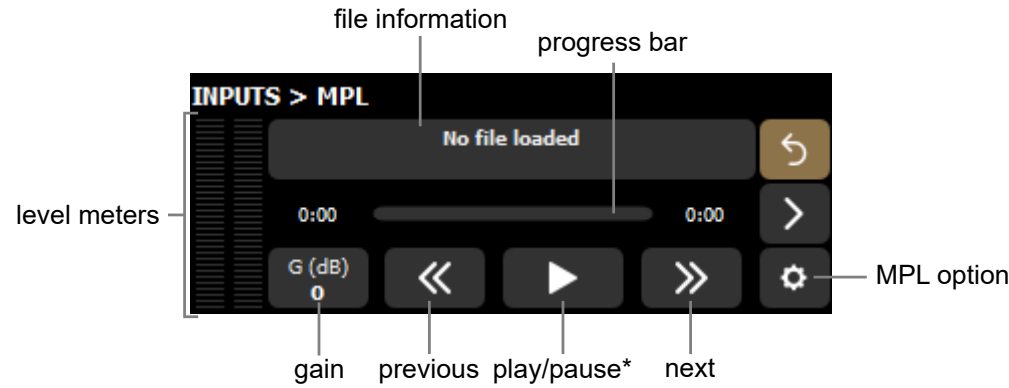 file information
progress bar
INPUTS > MPL
No file loaded
level meters
0:00
0:00
G (dB)
0
MPL option
gain
previous
play/pause*
next